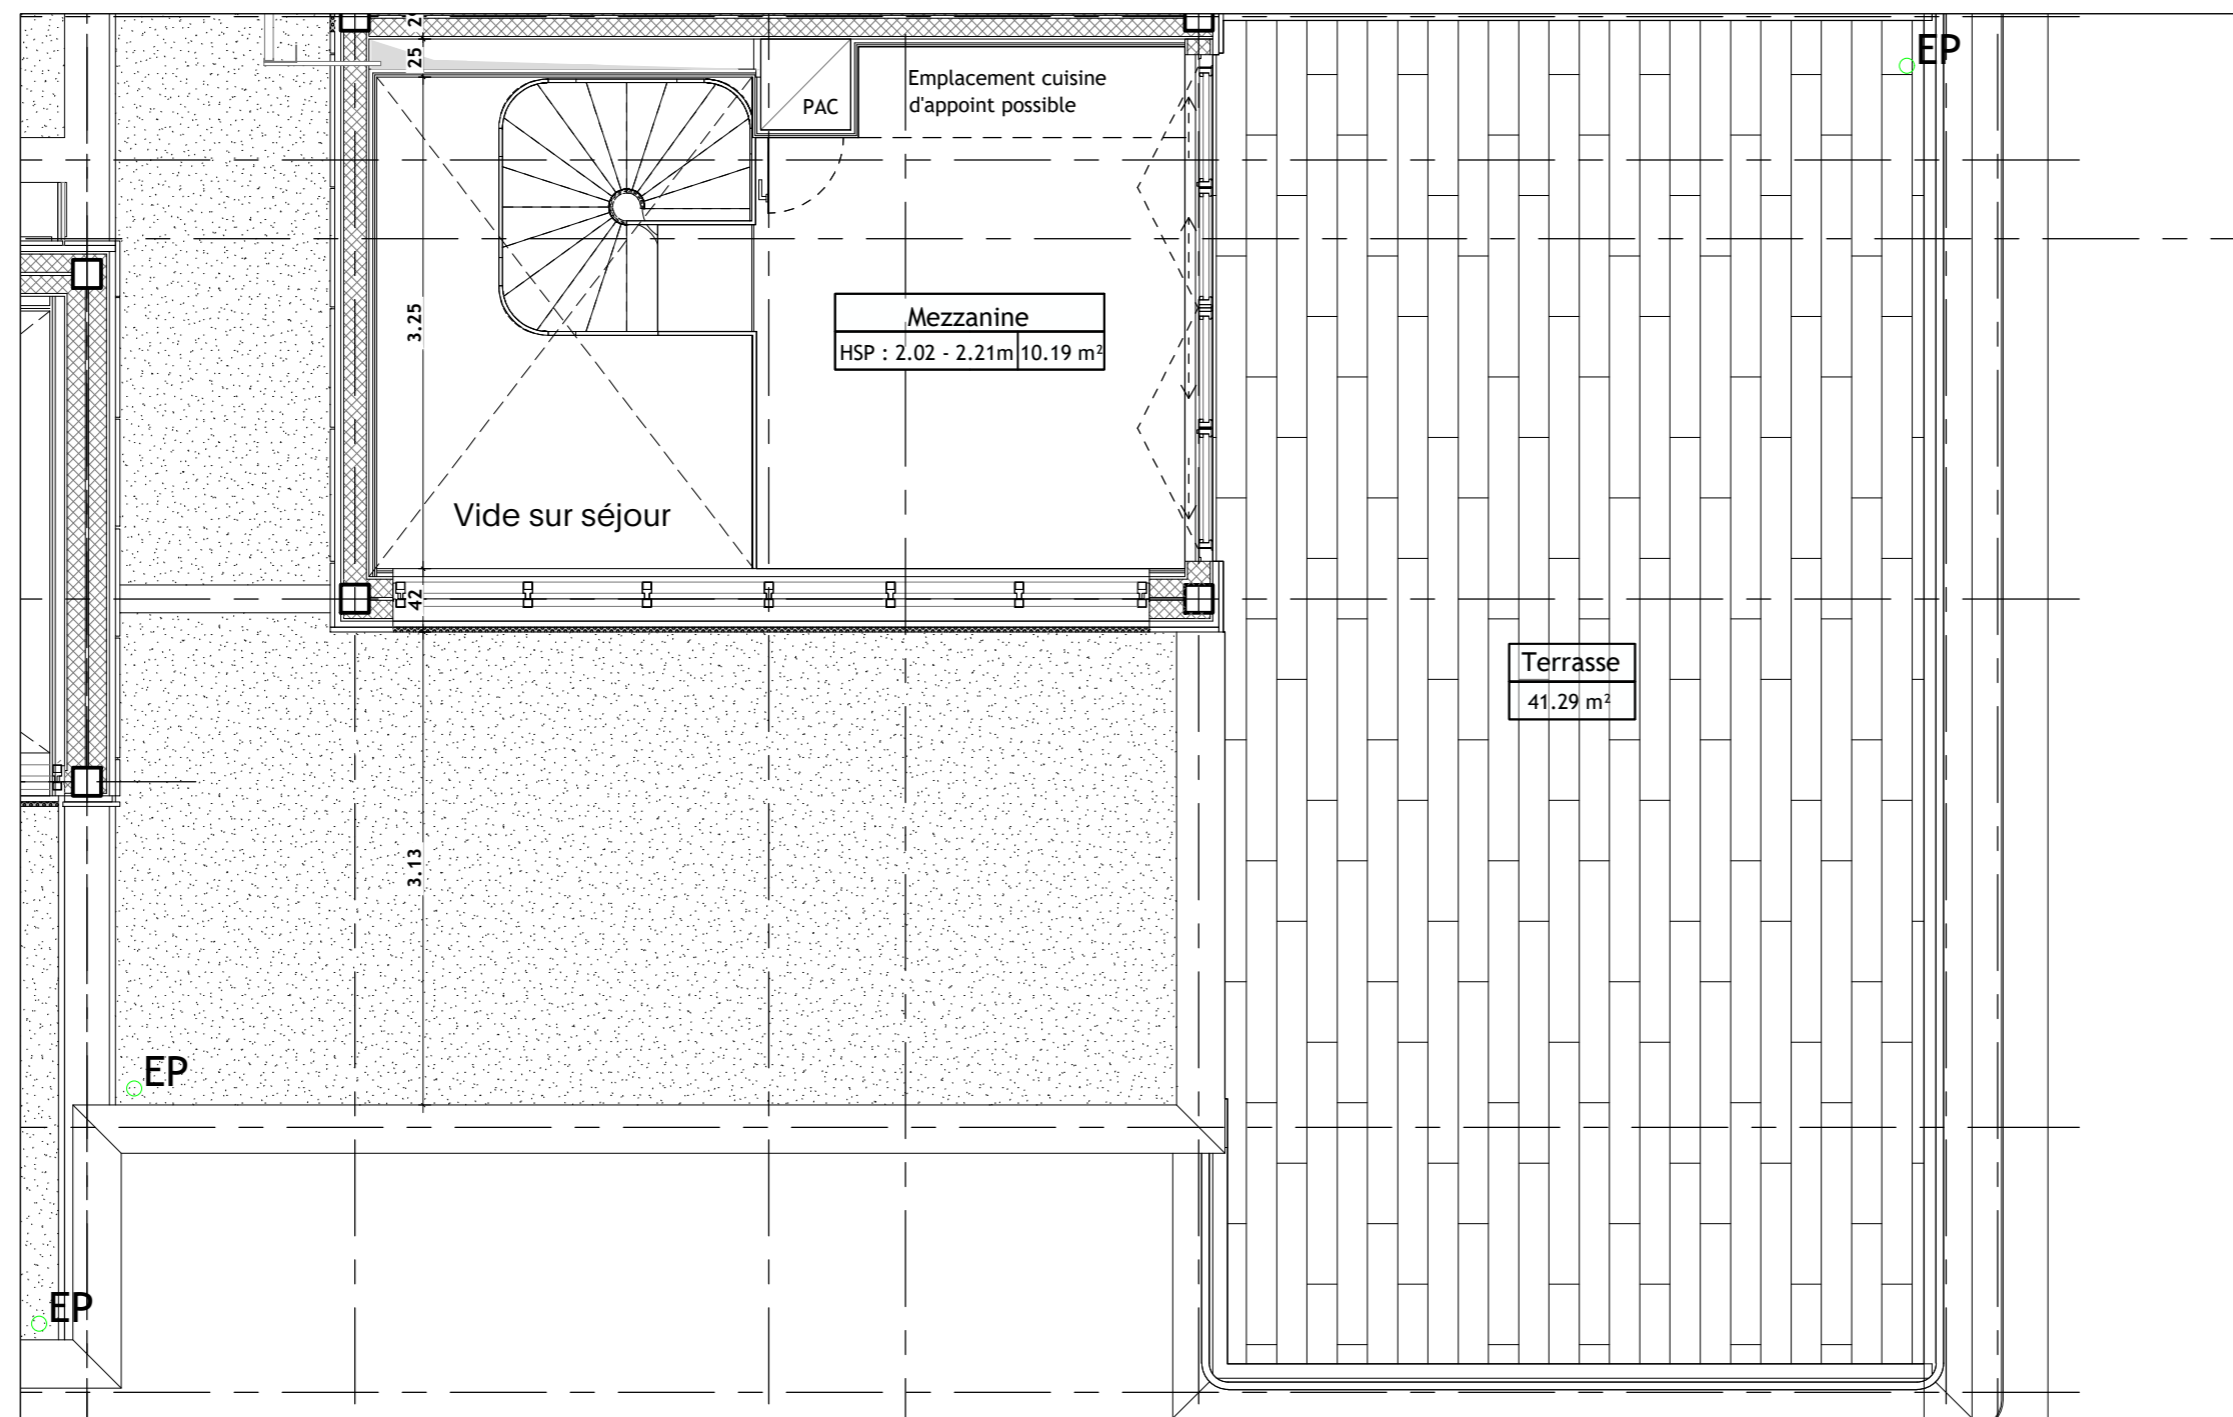 EP
25
Emplacement cuisine
d'appoint possible
PAC
3.25
Mezzanine
HSP : 2.02 - 2.21m 10.19 m²
Vide sur séjour
42
Terrasse
41.29 m²
3.13
EP
EP